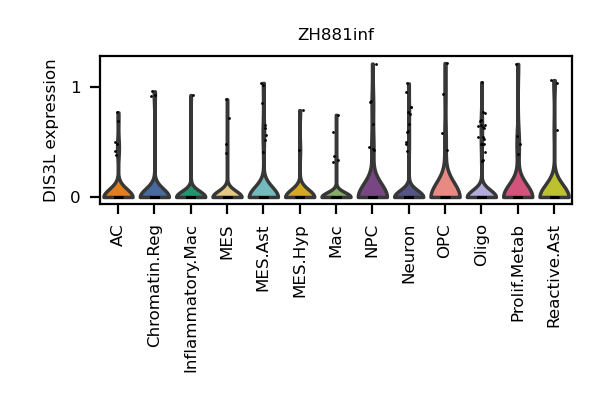 ZH881inf
DIS3L expression
1
0
AC
Chromatin.Reg
Inflammatory.Mac
MES
MES.Ast
MES.Hyp
Mac
NPC
Neuron
OPC
Oligo
Prolif.Metab
Reactive.Ast